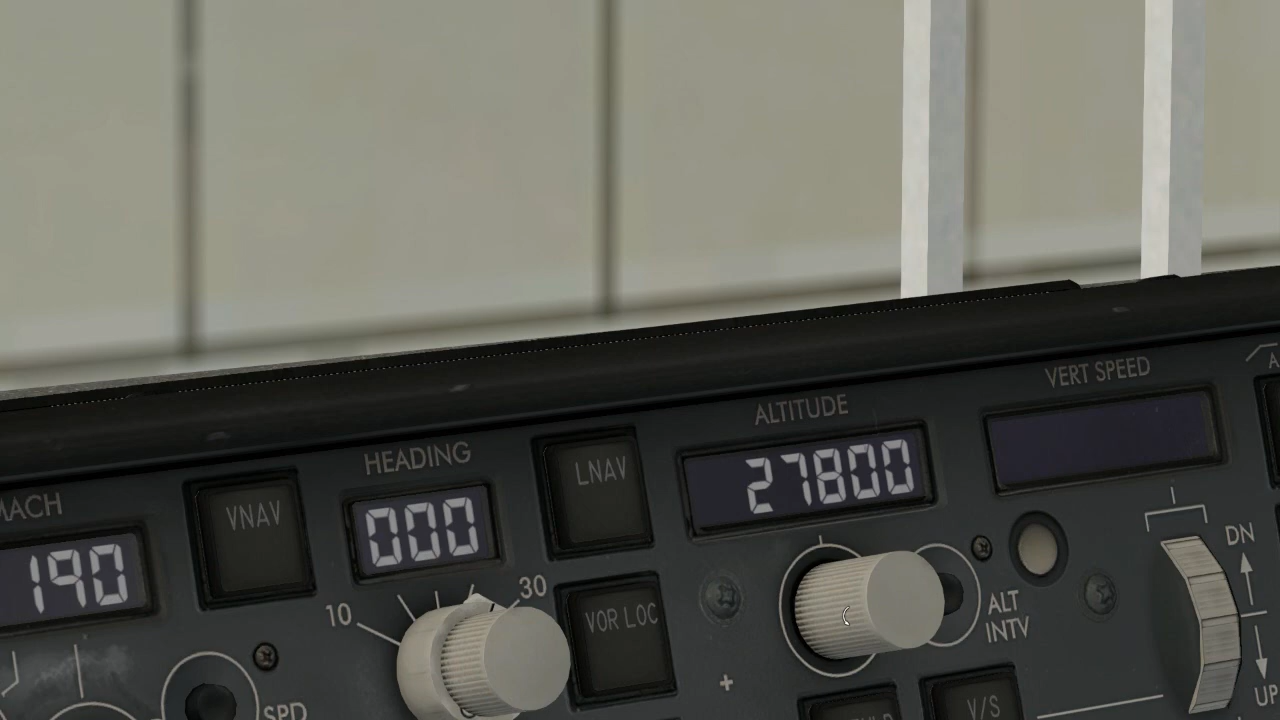 VERT SPEED
ALTITUDE
HEADING
MACH
LNAV
VNAV
27800
000
190
DN
30
10
VOR LOC
ALT
INTV
SPD
V/S
UP